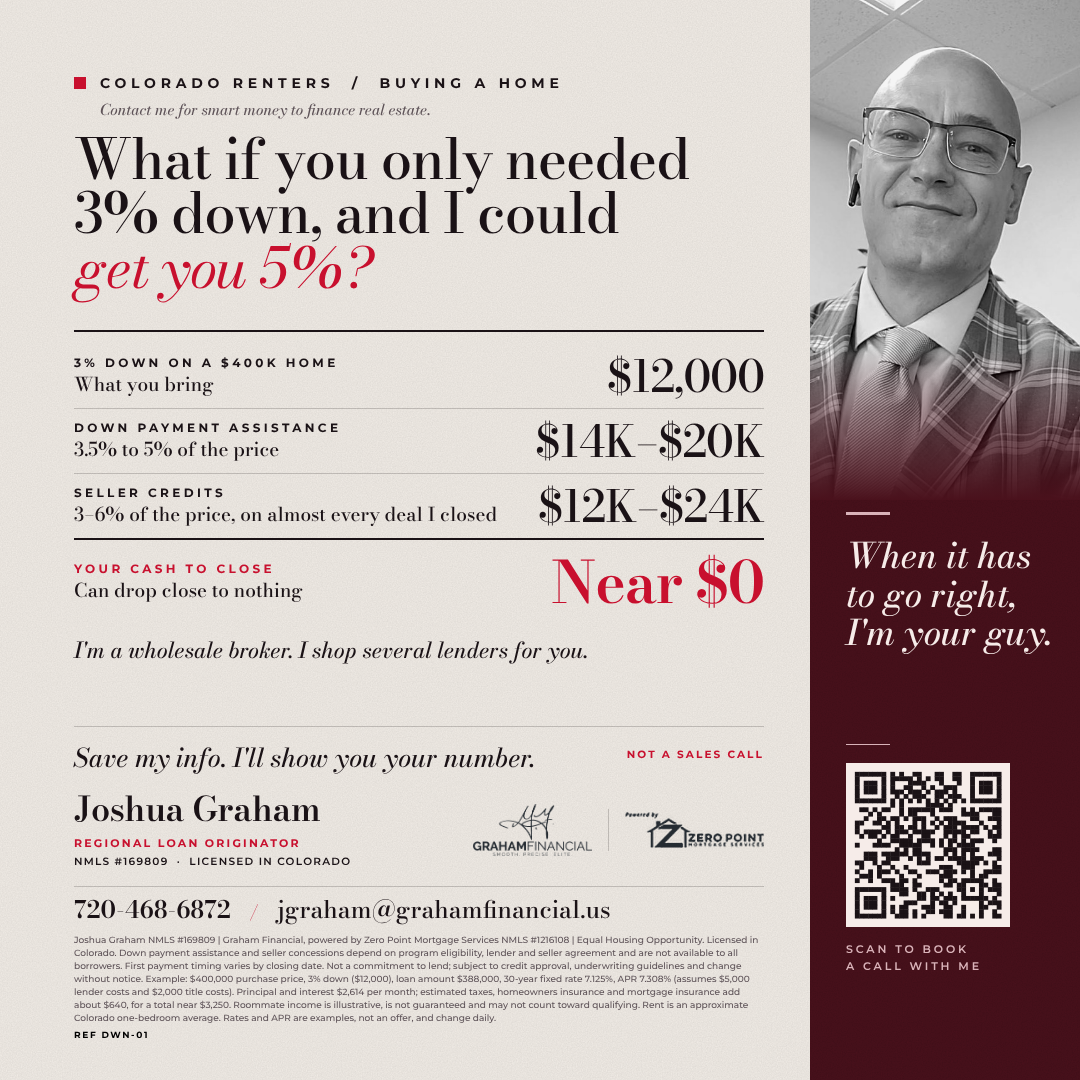 COLORADO RENTERS / BUYING A HOME
Contact me for smart money to finance real estate.
What if you only needed
3% down, and I could
get you 5%?
3% DOWN ON A $400K HOME
What you bring
$12,000
DOWN PAYMENT ASSISTANCE
3.5% to 5% of the price
$14K–$20K
SELLER CREDITS
3–6% of the price, on almost every deal I closed
$12K–$24K
YOUR CASH TO CLOSE
Can drop close to nothing
Near $0
I'm a wholesale broker. I shop several lenders for you.
Save my info. I'll show you your number.
NOT A SALES CALL
Joshua Graham
REGIONAL LOAN ORIGINATOR
NMLS #169809 · LICENSED IN COLORADO
GRAHAMFINANCIAL
SMOOTH. PRECISE. ELITE.
Powered by
ZERO POINT
MORTGAGE SERVICES
720-468-6872 / jgraham@grahamfinancial.us
Joshua Graham NMLS #169809 | Graham Financial, powered by Zero Point Mortgage Services NMLS #1216108 | Equal Housing Opportunity. Licensed in
Colorado. Down payment assistance and seller concessions depend on program eligibility, lender and seller agreement and are not available to all
borrowers. First payment timing varies by closing date. Not a commitment to lend; subject to credit approval, underwriting guidelines and change
without notice. Example: $400,000 purchase price, 3% down ($12,000), loan amount $388,000, 30-year fixed rate 7.125%, APR 7.308% (assumes $5,000
lender costs and $2,000 title costs). Principal and interest $2,614 per month; estimated taxes, homeowners insurance and mortgage insurance add
about $640, for a total near $3,250. Roommate income is illustrative, is not guaranteed and may not count toward qualifying. Rent is an approximate
Colorado one-bedroom average. Rates and APR are examples, not an offer, and change daily.
REF DWN-01
When it has
to go right,
I'm your guy.
SCAN TO BOOK
A CALL WITH ME